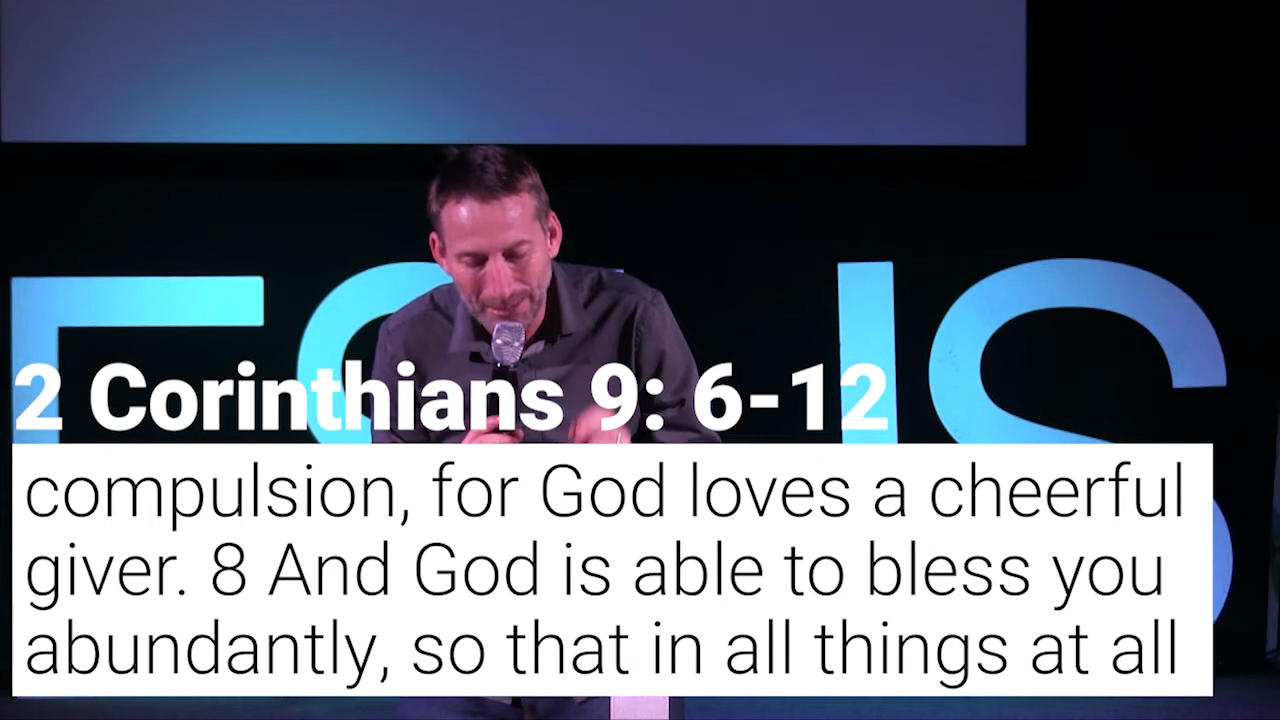 2 Corinthians 9: 6-12
compulsion, for God loves a cheerful
giver. 8 And God is able to bless you
abundantly, so that in all things at all